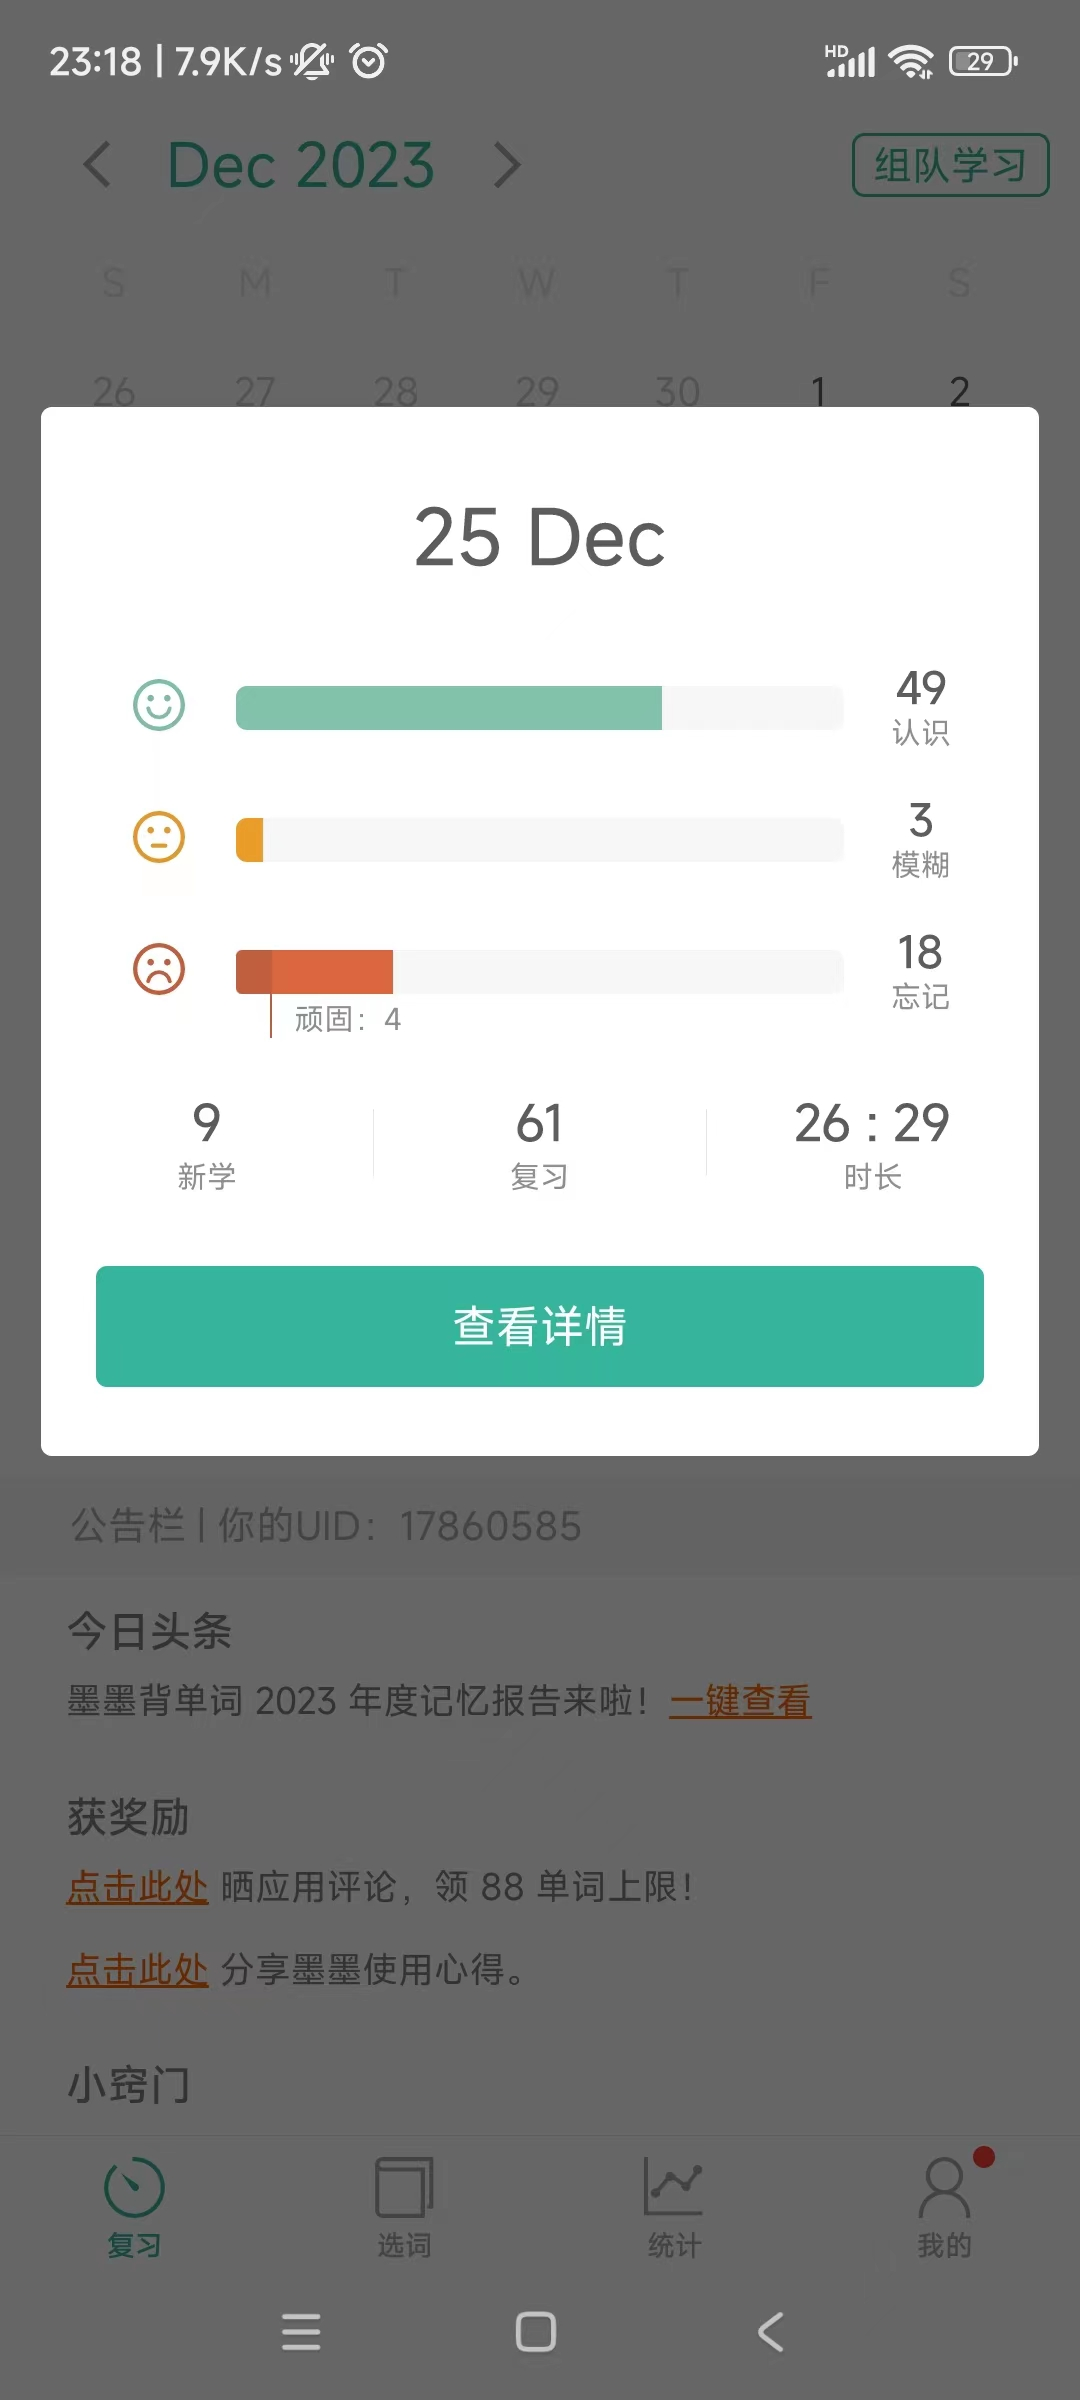 23:18 | 7.9K/s
HD
29
Dec 2023
组队学习
S M T W T F S
26 27 28 29 30 1 2
25 Dec
49
认识
3
模糊
18
忘记
顽固：4
9 61 26 : 29
新学 复习 时长
查看详情
公告栏 | 你的UID：17860585
今日头条
墨墨背单词 2023 年度记忆报告来啦！一键查看
获奖励
点击此处 晒应用评论，领 88 单词上限！
点击此处 分享墨墨使用心得。
小窍门
复习 选词 统计 我的